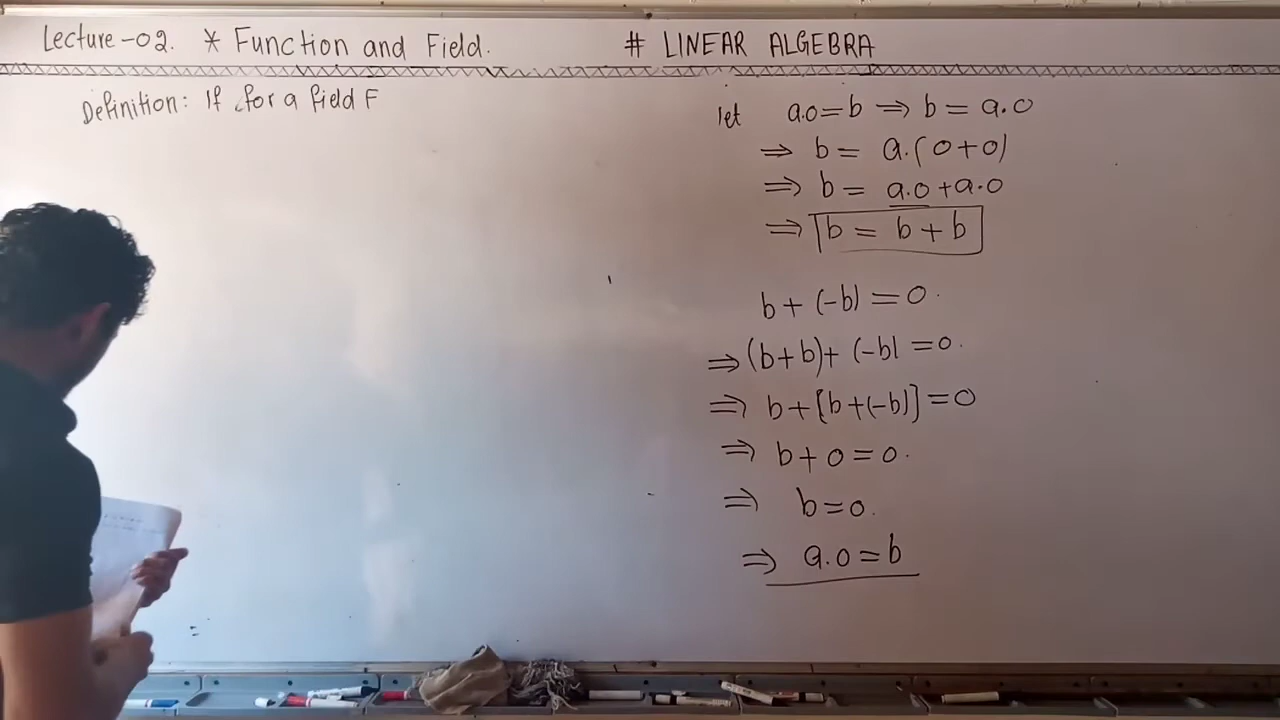 Lecture-02. * Function and Field. # LINEAR ALGEBRA
Definition: If for a field F
let a.0=b ⇒ b = a.0
⇒ b = a.(0+0)
⇒ b = a.0+a.0
⇒ b = b+b
b+(-b)=0.
⇒(b+b)+(-b)=0.
⇒ b+[b+(-b)]=0
⇒ b+0=0.
⇒ b=0.
⇒ a.0=b